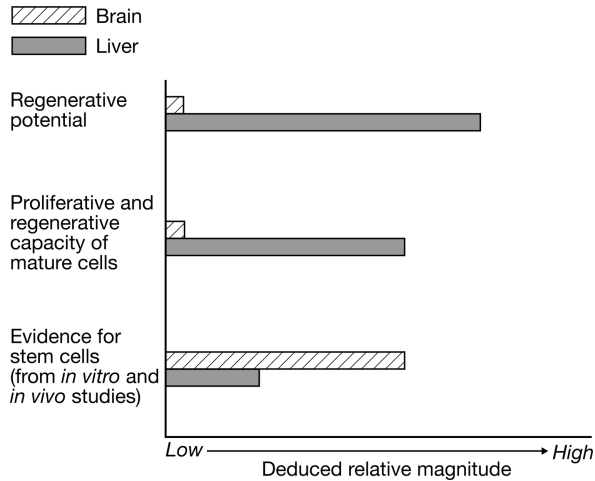 Brain
Liver
Regenerative
potential
Proliferative and
regenerative
capacity of
mature cells
Evidence for
stem cells
(from in vitro and
in vivo studies)
Low
High
Deduced relative magnitude